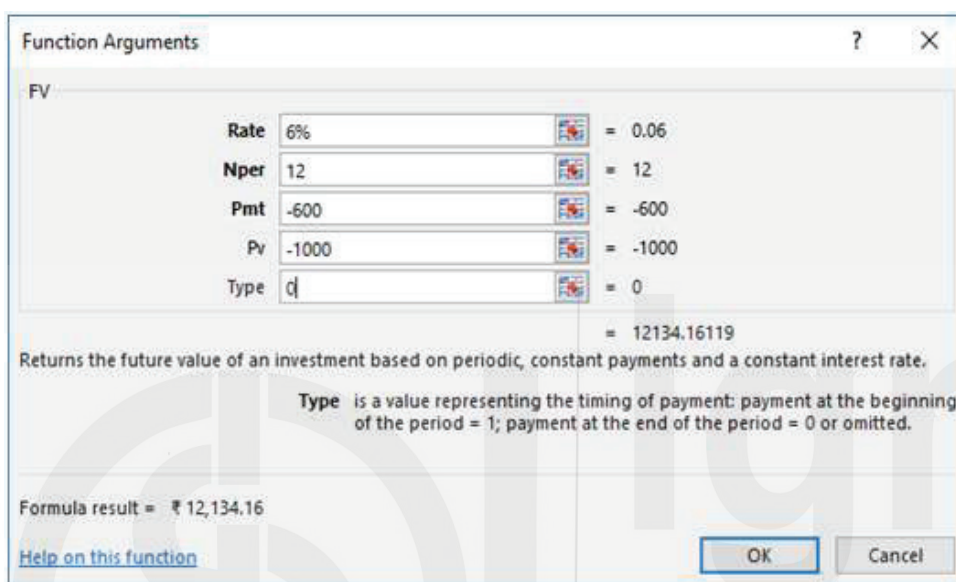 Function Arguments ? ×
FV
Rate 6% = 0.06
Nper 12 = 12
Pmt -600 = -600
Pv -1000 = -1000
Type 0 = 0
= 12134.16119
Returns the future value of an investment based on periodic, constant payments and a constant interest rate.
Type is a value representing the timing of payment: payment at the beginning
of the period = 1; payment at the end of the period = 0 or omitted.
Formula result = ₹ 12,134.16
Help on this function OK Cancel